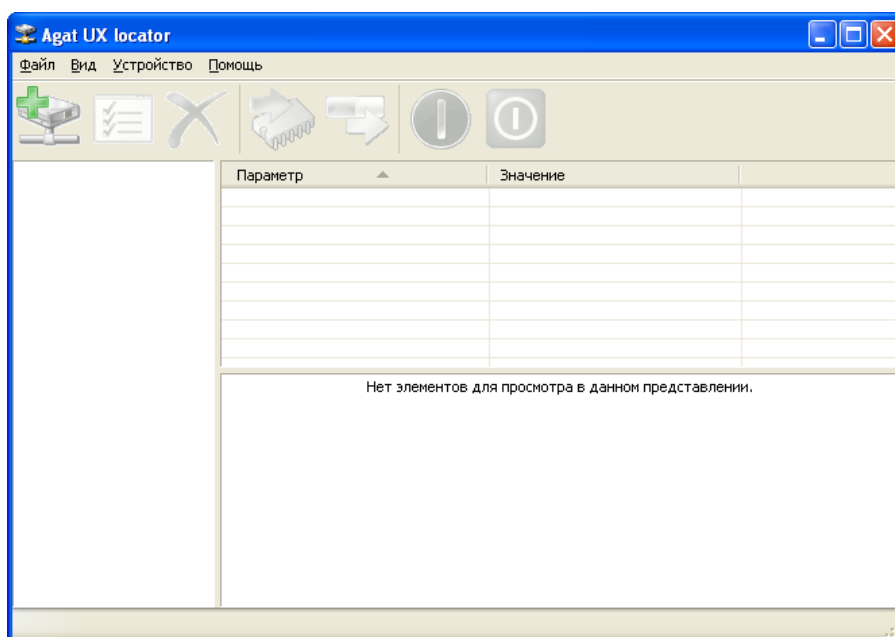 Agat UX locator
Файл Вид Устройство Помощь
Параметр Значение
Нет элементов для просмотра в данном представлении.